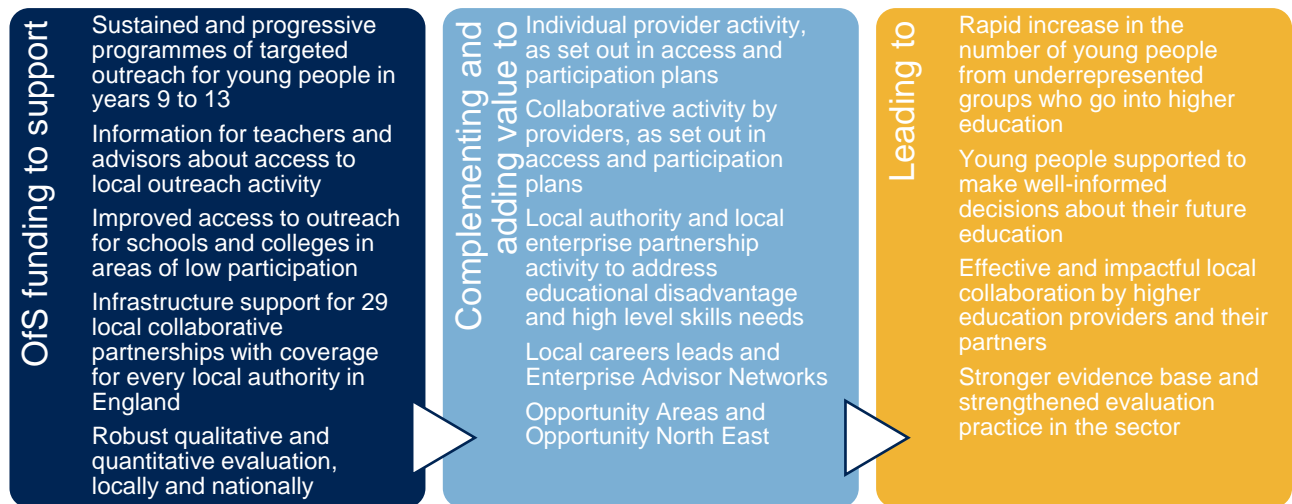 OfS funding to support
Sustained and progressive
programmes of targeted
outreach for young people in
years 9 to 13
Information for teachers and
advisors about access to
local outreach activity
Improved access to outreach
for schools and colleges in
areas of low participation
Infrastructure support for 29
local collaborative
partnerships with coverage
for every local authority in
England
Robust qualitative and
quantitative evaluation,
locally and nationally
Complementing and
adding value to
Individual provider activity,
as set out in access and
participation plans
Collaborative activity by
providers, as set out in
access and participation
plans
Local authority and local
enterprise partnership
activity to address
educational disadvantage
and high level skills needs
Local careers leads and
Enterprise Advisor Networks
Opportunity Areas and
Opportunity North East
Leading to
Rapid increase in the
number of young people
from underrepresented
groups who go into higher
education
Young people supported to
make well-informed
decisions about their future
education
Effective and impactful local
collaboration by higher
education providers and their
partners
Stronger evidence base and
strengthened evaluation
practice in the sector